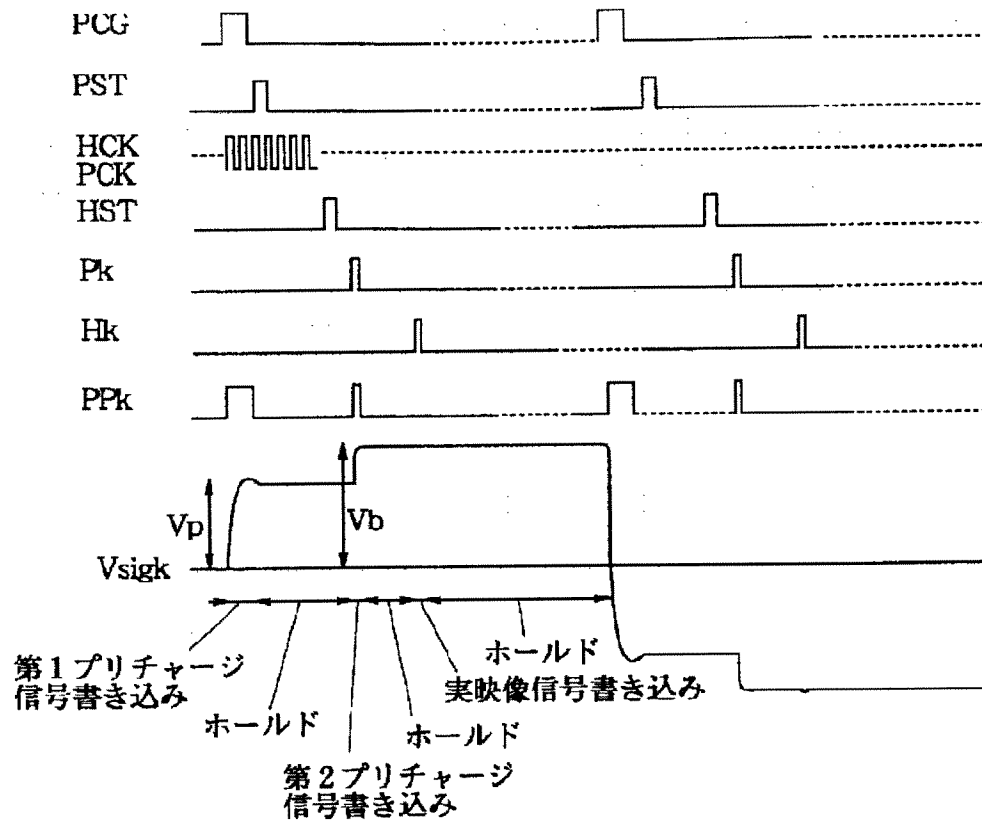 PCG
PST
HCK
PCK
HST
Pk
Hk
PPk
Vp
Vb
Vsigk
第1プリチャージ
信号書き込み
ホールド
第2プリチャージ
信号書き込み
ホールド
ホールド
実映像信号書き込み